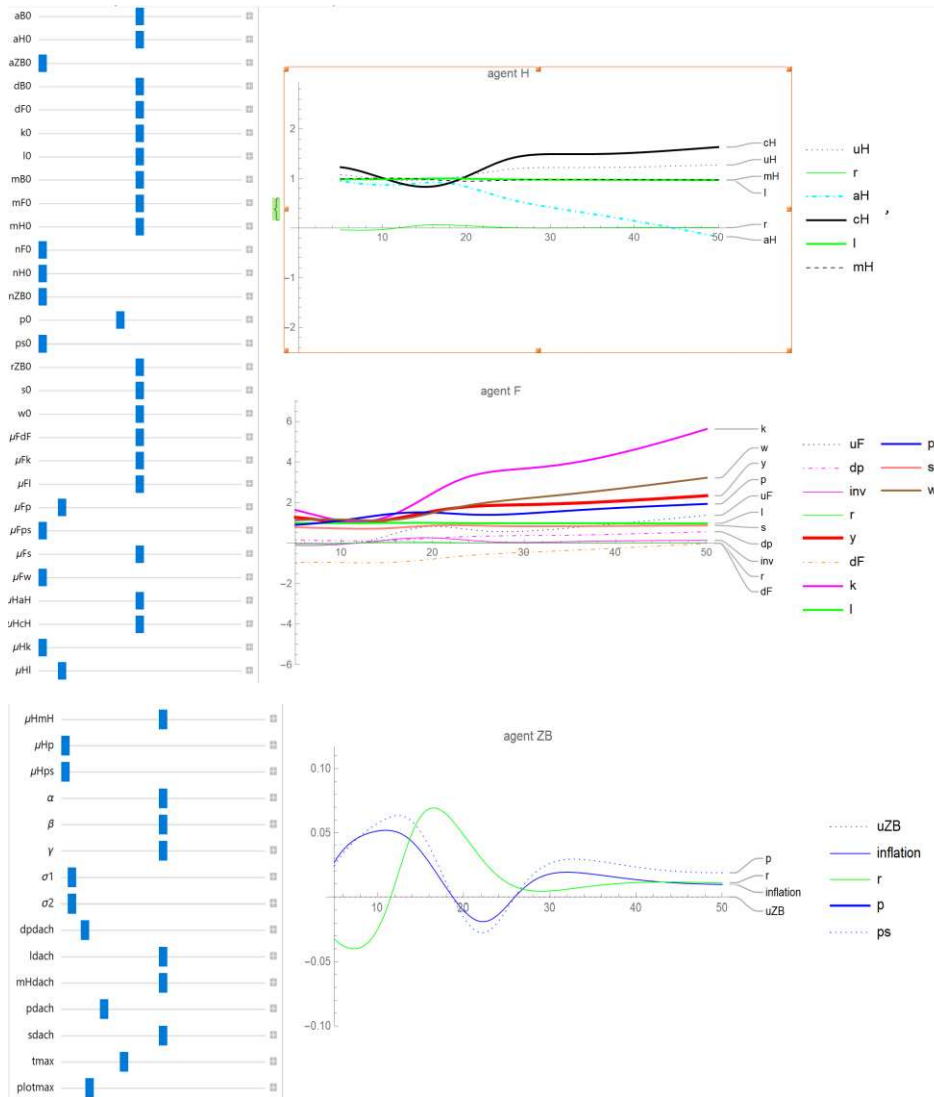 aB0
aH0
aZB0
dB0
dF0
k0
l0
mB0
mF0
mH0
nF0
nH0
nZB0
p0
ps0
rZB0
s0
w0
μFdF
μFk
μFl
μFp
μFps
μFs
μFw
μHaH
μHcH
μHk
μHl
agent H
2
1
-1
-2
10
20
30
40
50
cH
uH
mH
l
r
aH
uH
r
aH
cH ,
l
mH
agent F
6
4
2
-2
-4
-6
10
20
30
40
50
k
w
y
p
uF
l
s
dp
inv
r
dF
uF
dp
inv
r
y
dF
k
l
p
s
w
μHmH
μHp
μHps
α
β
γ
σ1
σ2
dpdach
ldach
mHdach
pdach
sdach
tmax
plotmax
agent ZB
0.10
0.05
-0.05
-0.10
10
20
30
40
50
p
r
inflation
uZB
uZB
inflation
r
p
ps